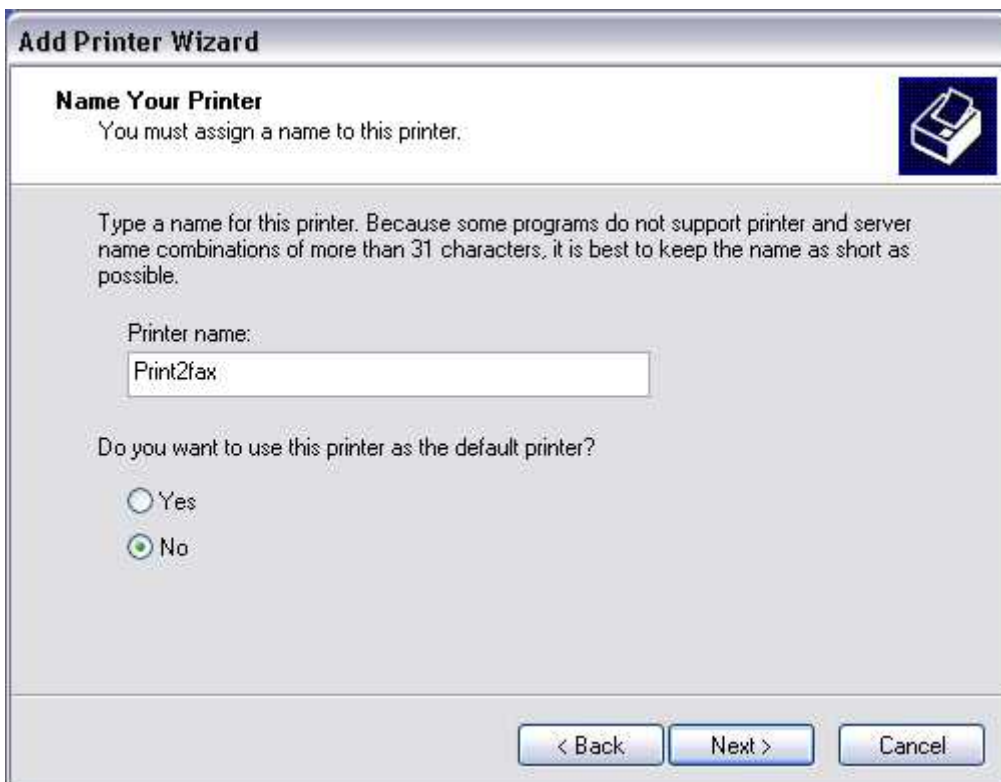 Add Printer Wizard
Name Your Printer
You must assign a name to this printer.
Type a name for this printer. Because some programs do not support printer and server
name combinations of more than 31 characters, it is best to keep the name as short as
possible.
Printer name:
Print2fax
Do you want to use this printer as the default printer?
Yes
No
< Back Next > Cancel